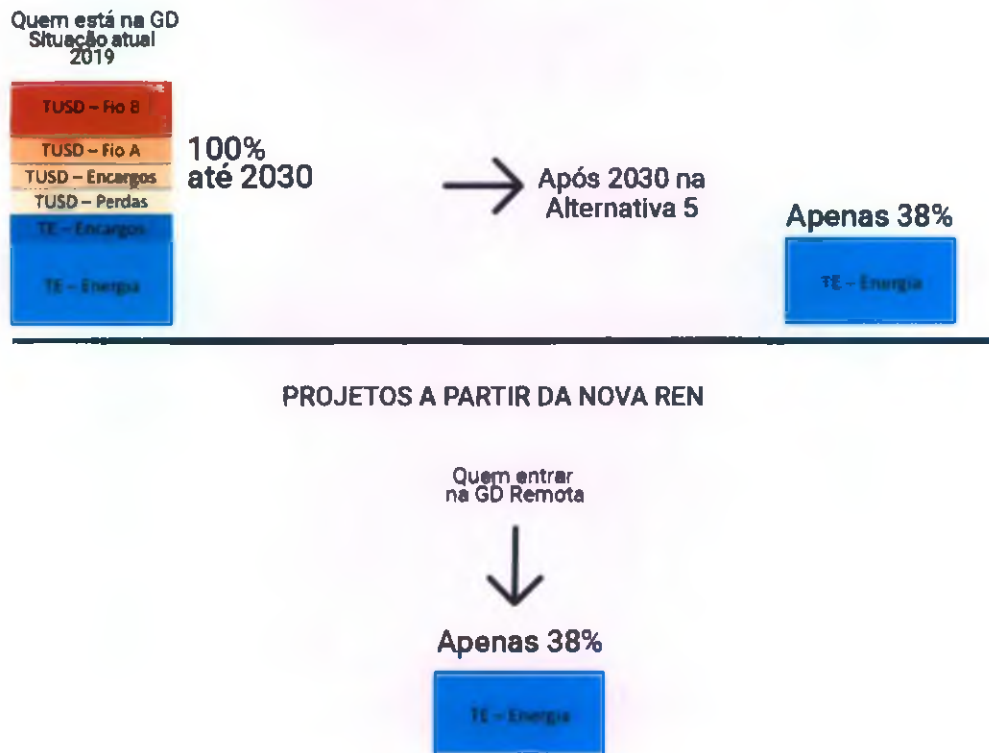 Quem está na GD
Situação atual
2019
TUSD – Fio B
TUSD – Fio A
TUSD – Encargos
TUSD – Perdas
TE – Encargos
TE – Energia
100%
até 2030
Após 2030 na
Alternativa 5
Apenas 38%
TE – Energia
PROJETOS A PARTIR DA NOVA REN
Quem entrar
na GD Remota
Apenas 38%
TE – Energia